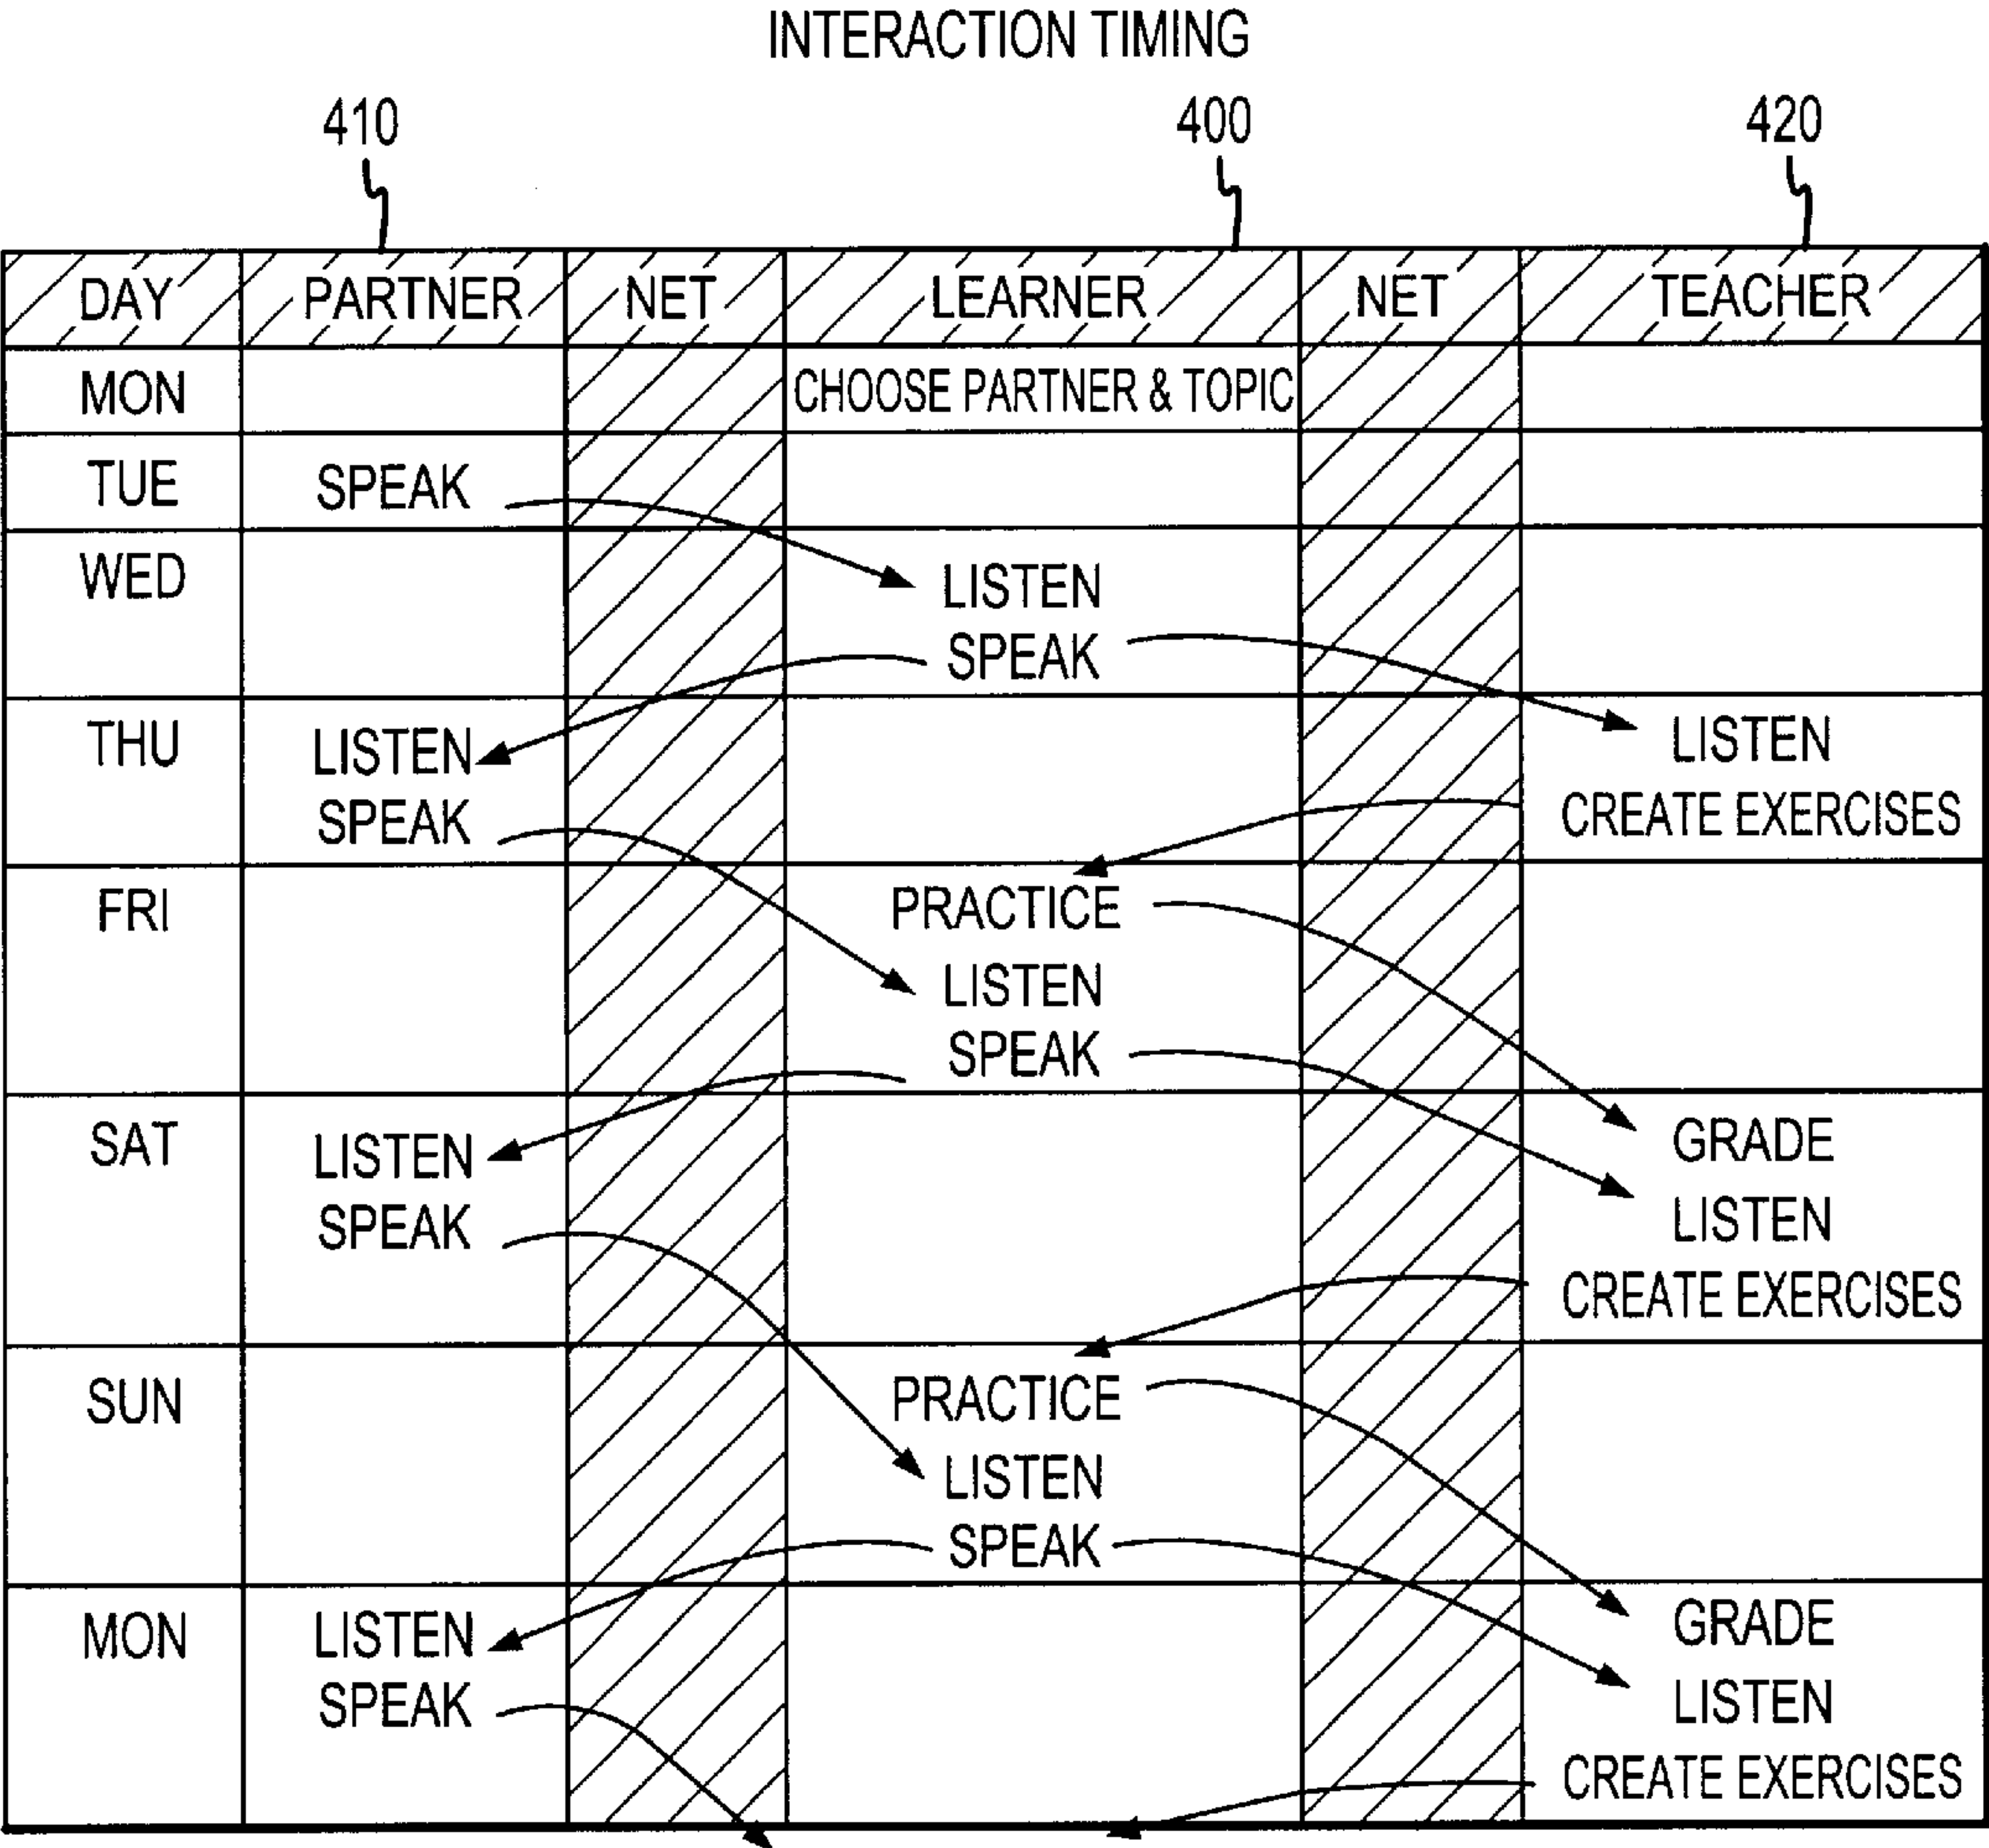 INTERACTION TIMING
410 400 420
DAY PARTNER NET LEARNER NET TEACHER
MON CHOOSE PARTNER & TOPIC
TUE SPEAK
WED LISTEN
SPEAK
THU LISTEN LISTEN
SPEAK CREATE EXERCISES
FRI PRACTICE
LISTEN
SPEAK
SAT LISTEN GRADE
SPEAK LISTEN
CREATE EXERCISES
SUN PRACTICE
LISTEN
SPEAK
MON LISTEN GRADE
SPEAK LISTEN
CREATE EXERCISES